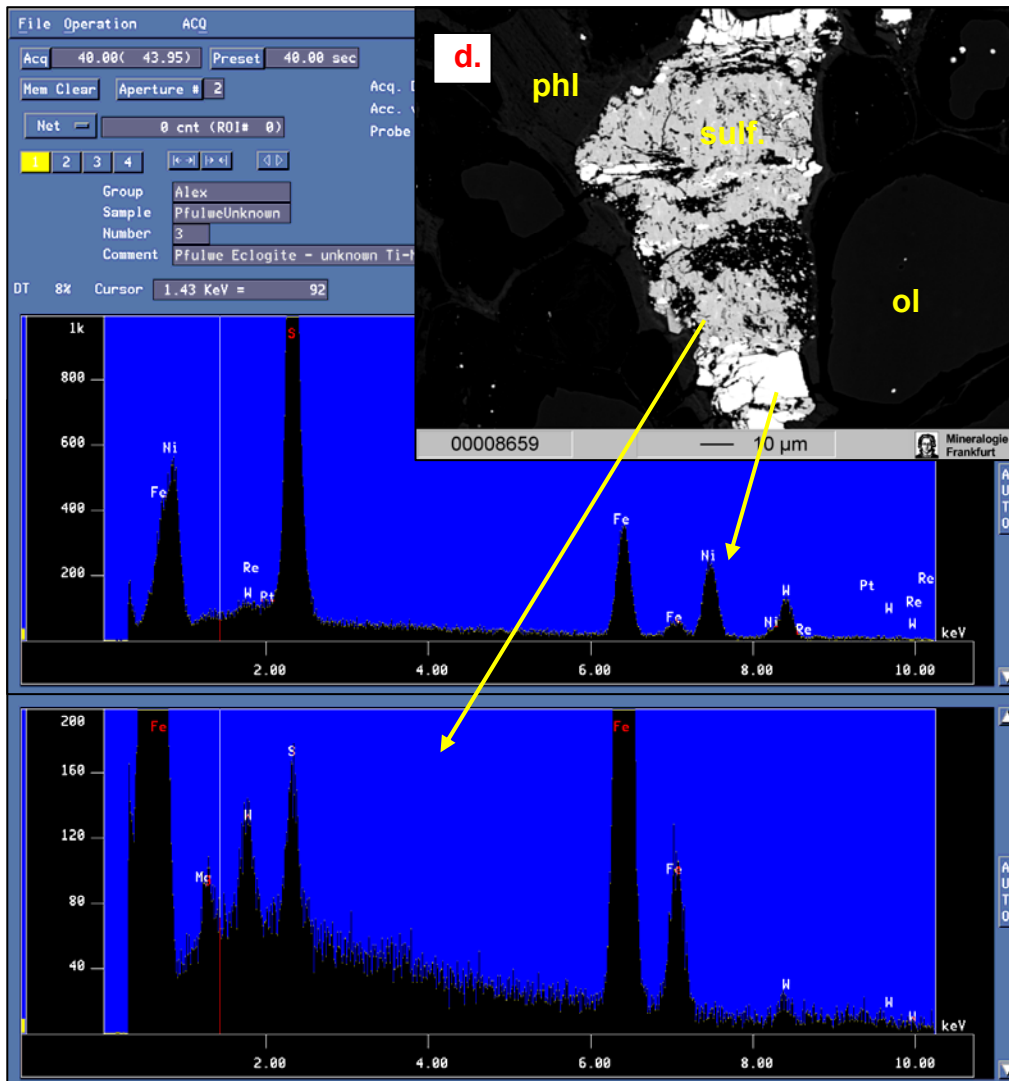 File Operation ACQ
Acq 40.00( 43.95) Preset 40.00 sec
Mem Clear Aperture # 2
Acq. D
Acc. v
Net 0 cnt (ROI# 0)
Probe
1 2 3 4
Group Alex
Sample PfulweUnknown
Number 3
Comment Pfulwe Eclogite - unknown Ti-M
DT 8% Cursor 1.43 KeV = 92
d.
phl
sulf.
ol
00008659 10 µm Mineralogie
Frankfurt
1k
800
600
400
200
Ni
Fe
Re
W Pt
S
Fe
Fe
Ni
Ni
W
Re
Pt
W
Re
Re
W
keV
2.00 4.00 6.00 8.00 10.00
A
U
T
O
200
160
120
80
40
Fe
Mg
W
S
Fe
Fe
W
W
W
keV
2.00 4.00 6.00 8.00 10.00
A
U
T
O